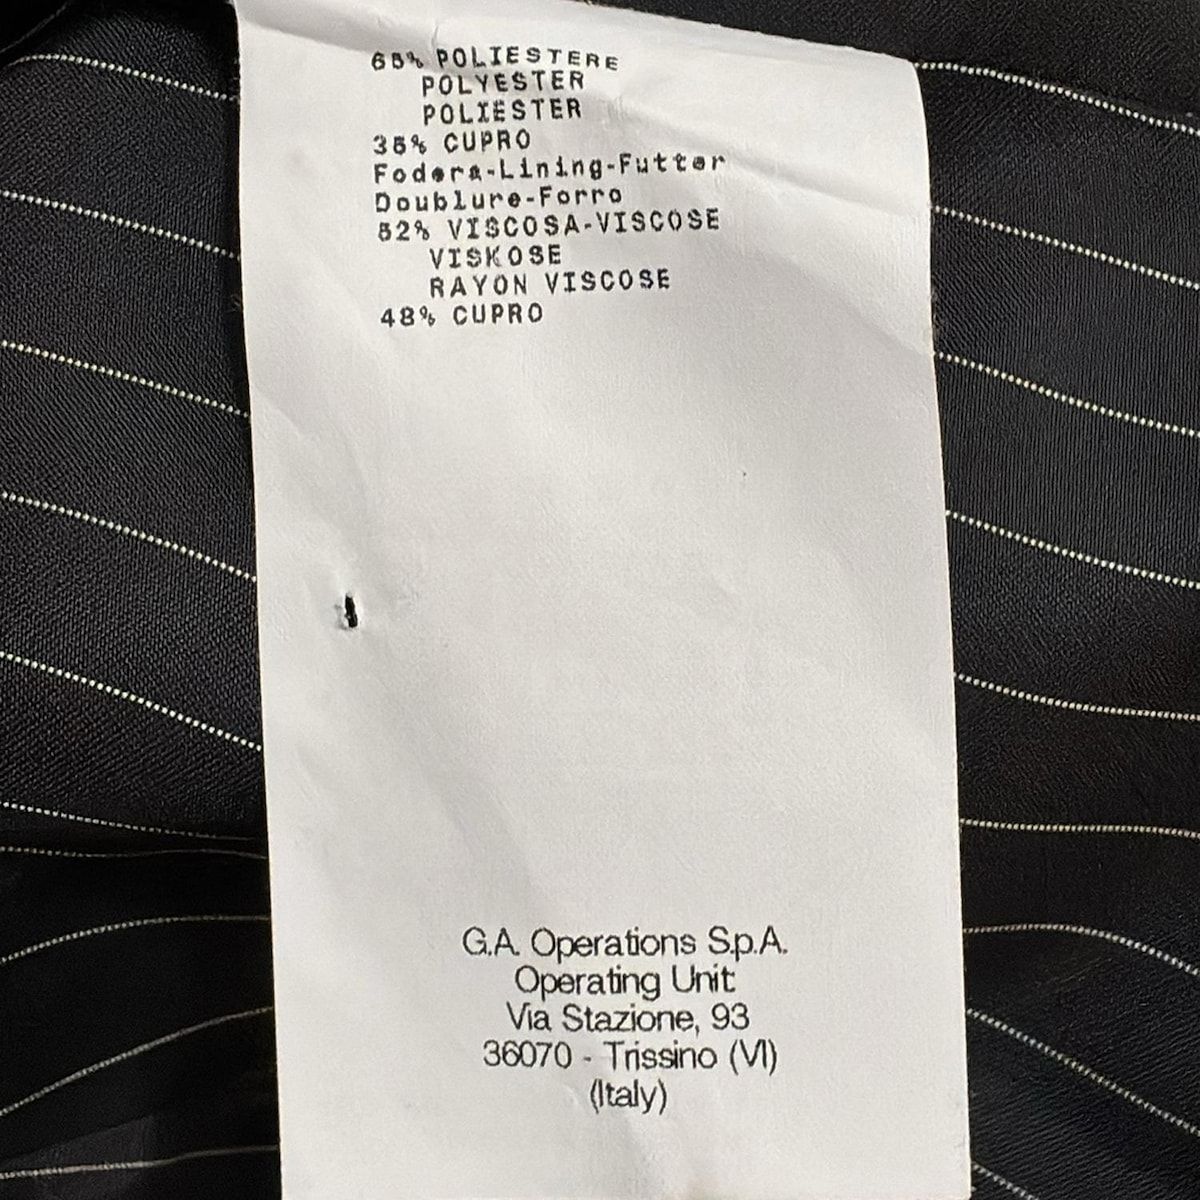 65% POLIESTERE
POLYESTER
POLIESTER
35% CUPRO
Fodera-Lining-Futter
Doublure-Forro
52% VISCOSA-VISCOSE
VISKOSE
RAYON VISCOSE
48% CUPRO
G.A. Operations S.p.A.
Operating Unit
Via Stazione, 93
36070 - Trissino (VI)
(Italy)